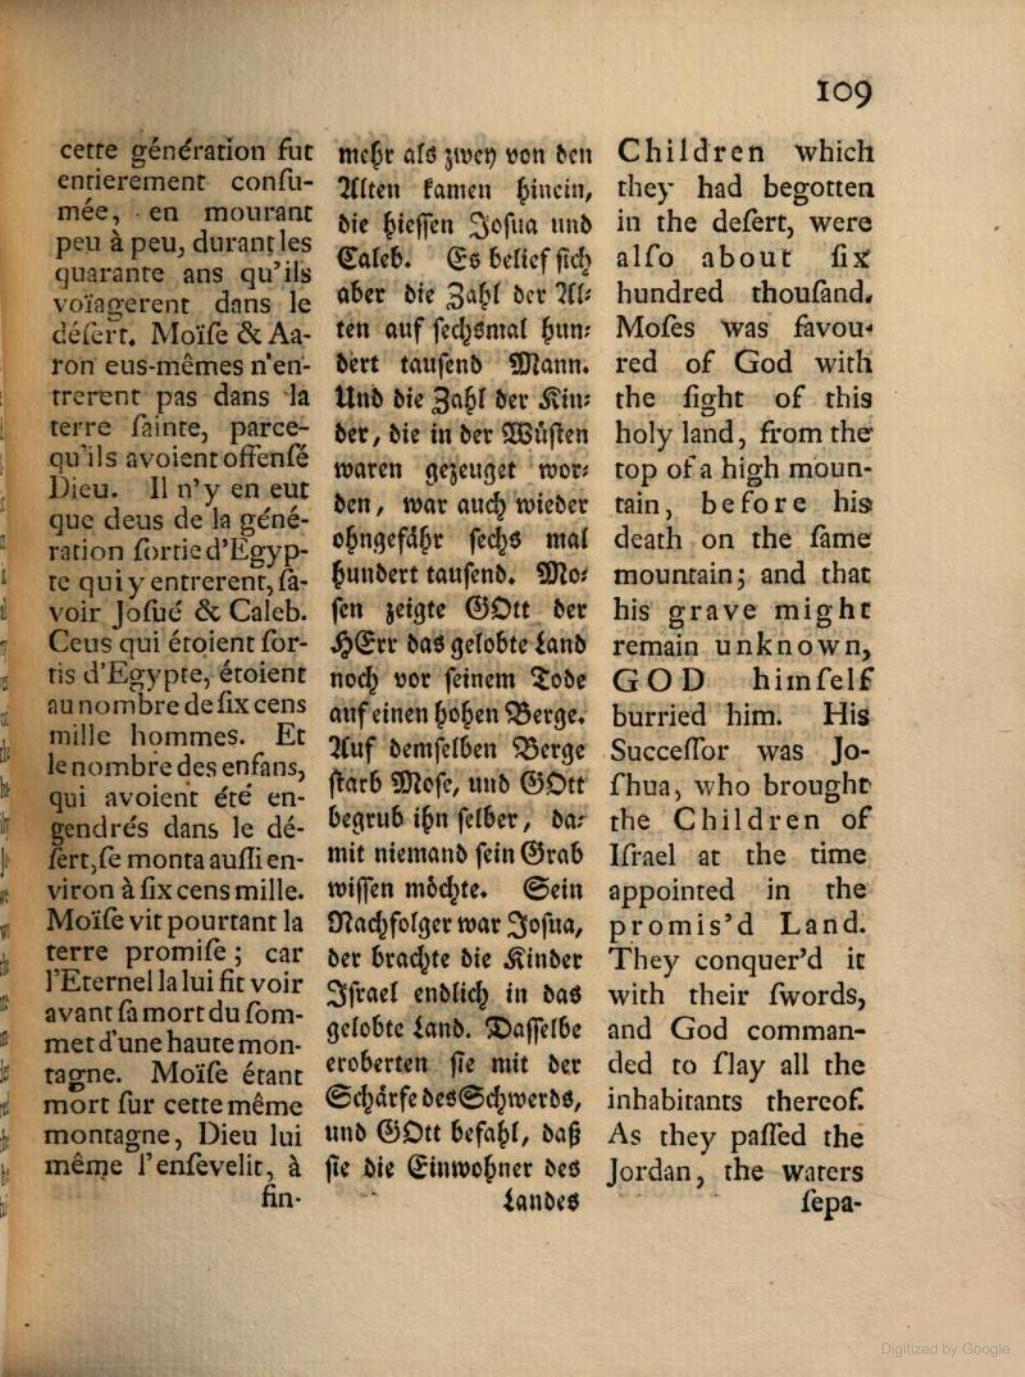 109
cette génération fut
entierement consu-
mée, en mourant
peu à peu, durant les
quarante ans qu'ils
voïagerent dans le
désert. Moïse & Aa-
ron eus-mêmes n'en-
trerent pas dans la
terre sainte, parce-
qu'ils avoient offensé
Dieu. Il n'y en eut
que deus de la géné-
ration sortie d'Egyp-
te qui y entrerent, sa-
voir Josué & Caleb.
Ceus qui étoient sor-
tis d'Egypte, étoient
au nombre de six cens
mille hommes. Et
le nombre des enfans,
qui avoient été en-
gendrés dans le dé-
sert, se monta aussi en-
viron à six cens mille.
Moïse vit pourtant la
terre promise; car
l'Eternel la lui fit voir
avant sa mort du som-
met d'une haute mon-
tagne. Moïse étant
mort sur cette même
montagne, Dieu lui
même l'ensevelit, à
fin-
mehr als zwey von den
Alten kamen hinein,
die hiessen Josua und
Caleb. Es belief sich
aber die Zahl der Al-
ten auf sechsmal hun-
dert tausend Mann.
Und die Zahl der Kin-
der, die in der Wüsten
waren gezeuget wor-
den, war auch wieder
ohngefähr sechs mal
hundert tausend. Mo-
sen zeigte GOtt der
HErr das gelobte Land
noch vor seinem Tode
auf einen hohen Berge.
Auf demselben Berge
starb Mose, und GOtt
begrub ihn selber, da-
mit niemand sein Grab
wissen möchte. Sein
Nachfolger war Josua,
der brachte die Kinder
Israel endlich in das
gelobte Land. Dasselbe
eroberten sie mit der
Schärfe des Schwerds,
und GOtt befahl, daß
sie die Einwohner des
Landes
Children which
they had begotten
in the desert, were
also about six
hundred thousand.
Moses was favou-
red of God with
the sight of this
holy land, from the
top of a high moun-
tain, before his
death on the same
mountain; and that
his grave might
remain unknown,
GOD himself
burried him. His
Successor was Jo-
shua, who brought
the Children of
Israel at the time
appointed in the
promis'd Land.
They conquer'd it
with their swords,
and God comman-
ded to slay all the
inhabitants thereof.
As they passed the
Jordan, the waters
sepa-
Digitized by Google